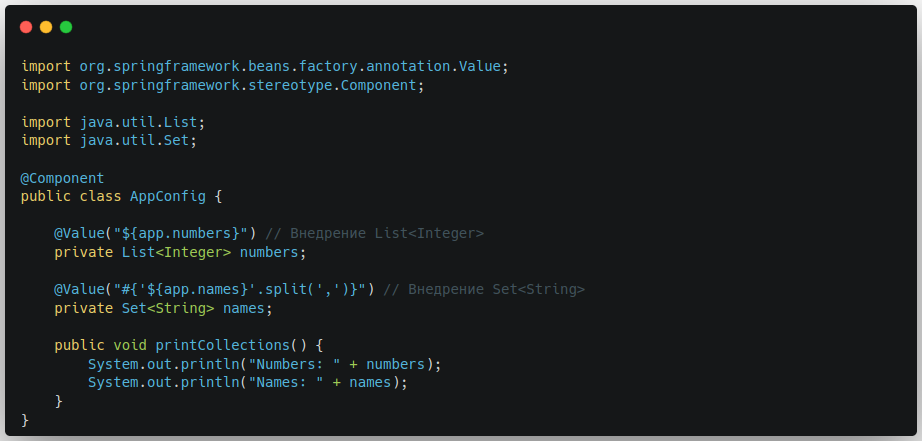 import org.springframework.beans.factory.annotation.Value;
import org.springframework.stereotype.Component;
import java.util.List;
import java.util.Set;
@Component
public class AppConfig {
@Value("${app.numbers}") // Внедрение List<Integer>
private List<Integer> numbers;
@Value("#{'${app.names}'.split(',')}") // Внедрение Set<String>
private Set<String> names;
public void printCollections() {
System.out.println("Numbers: " + numbers);
System.out.println("Names: " + names);
}
}